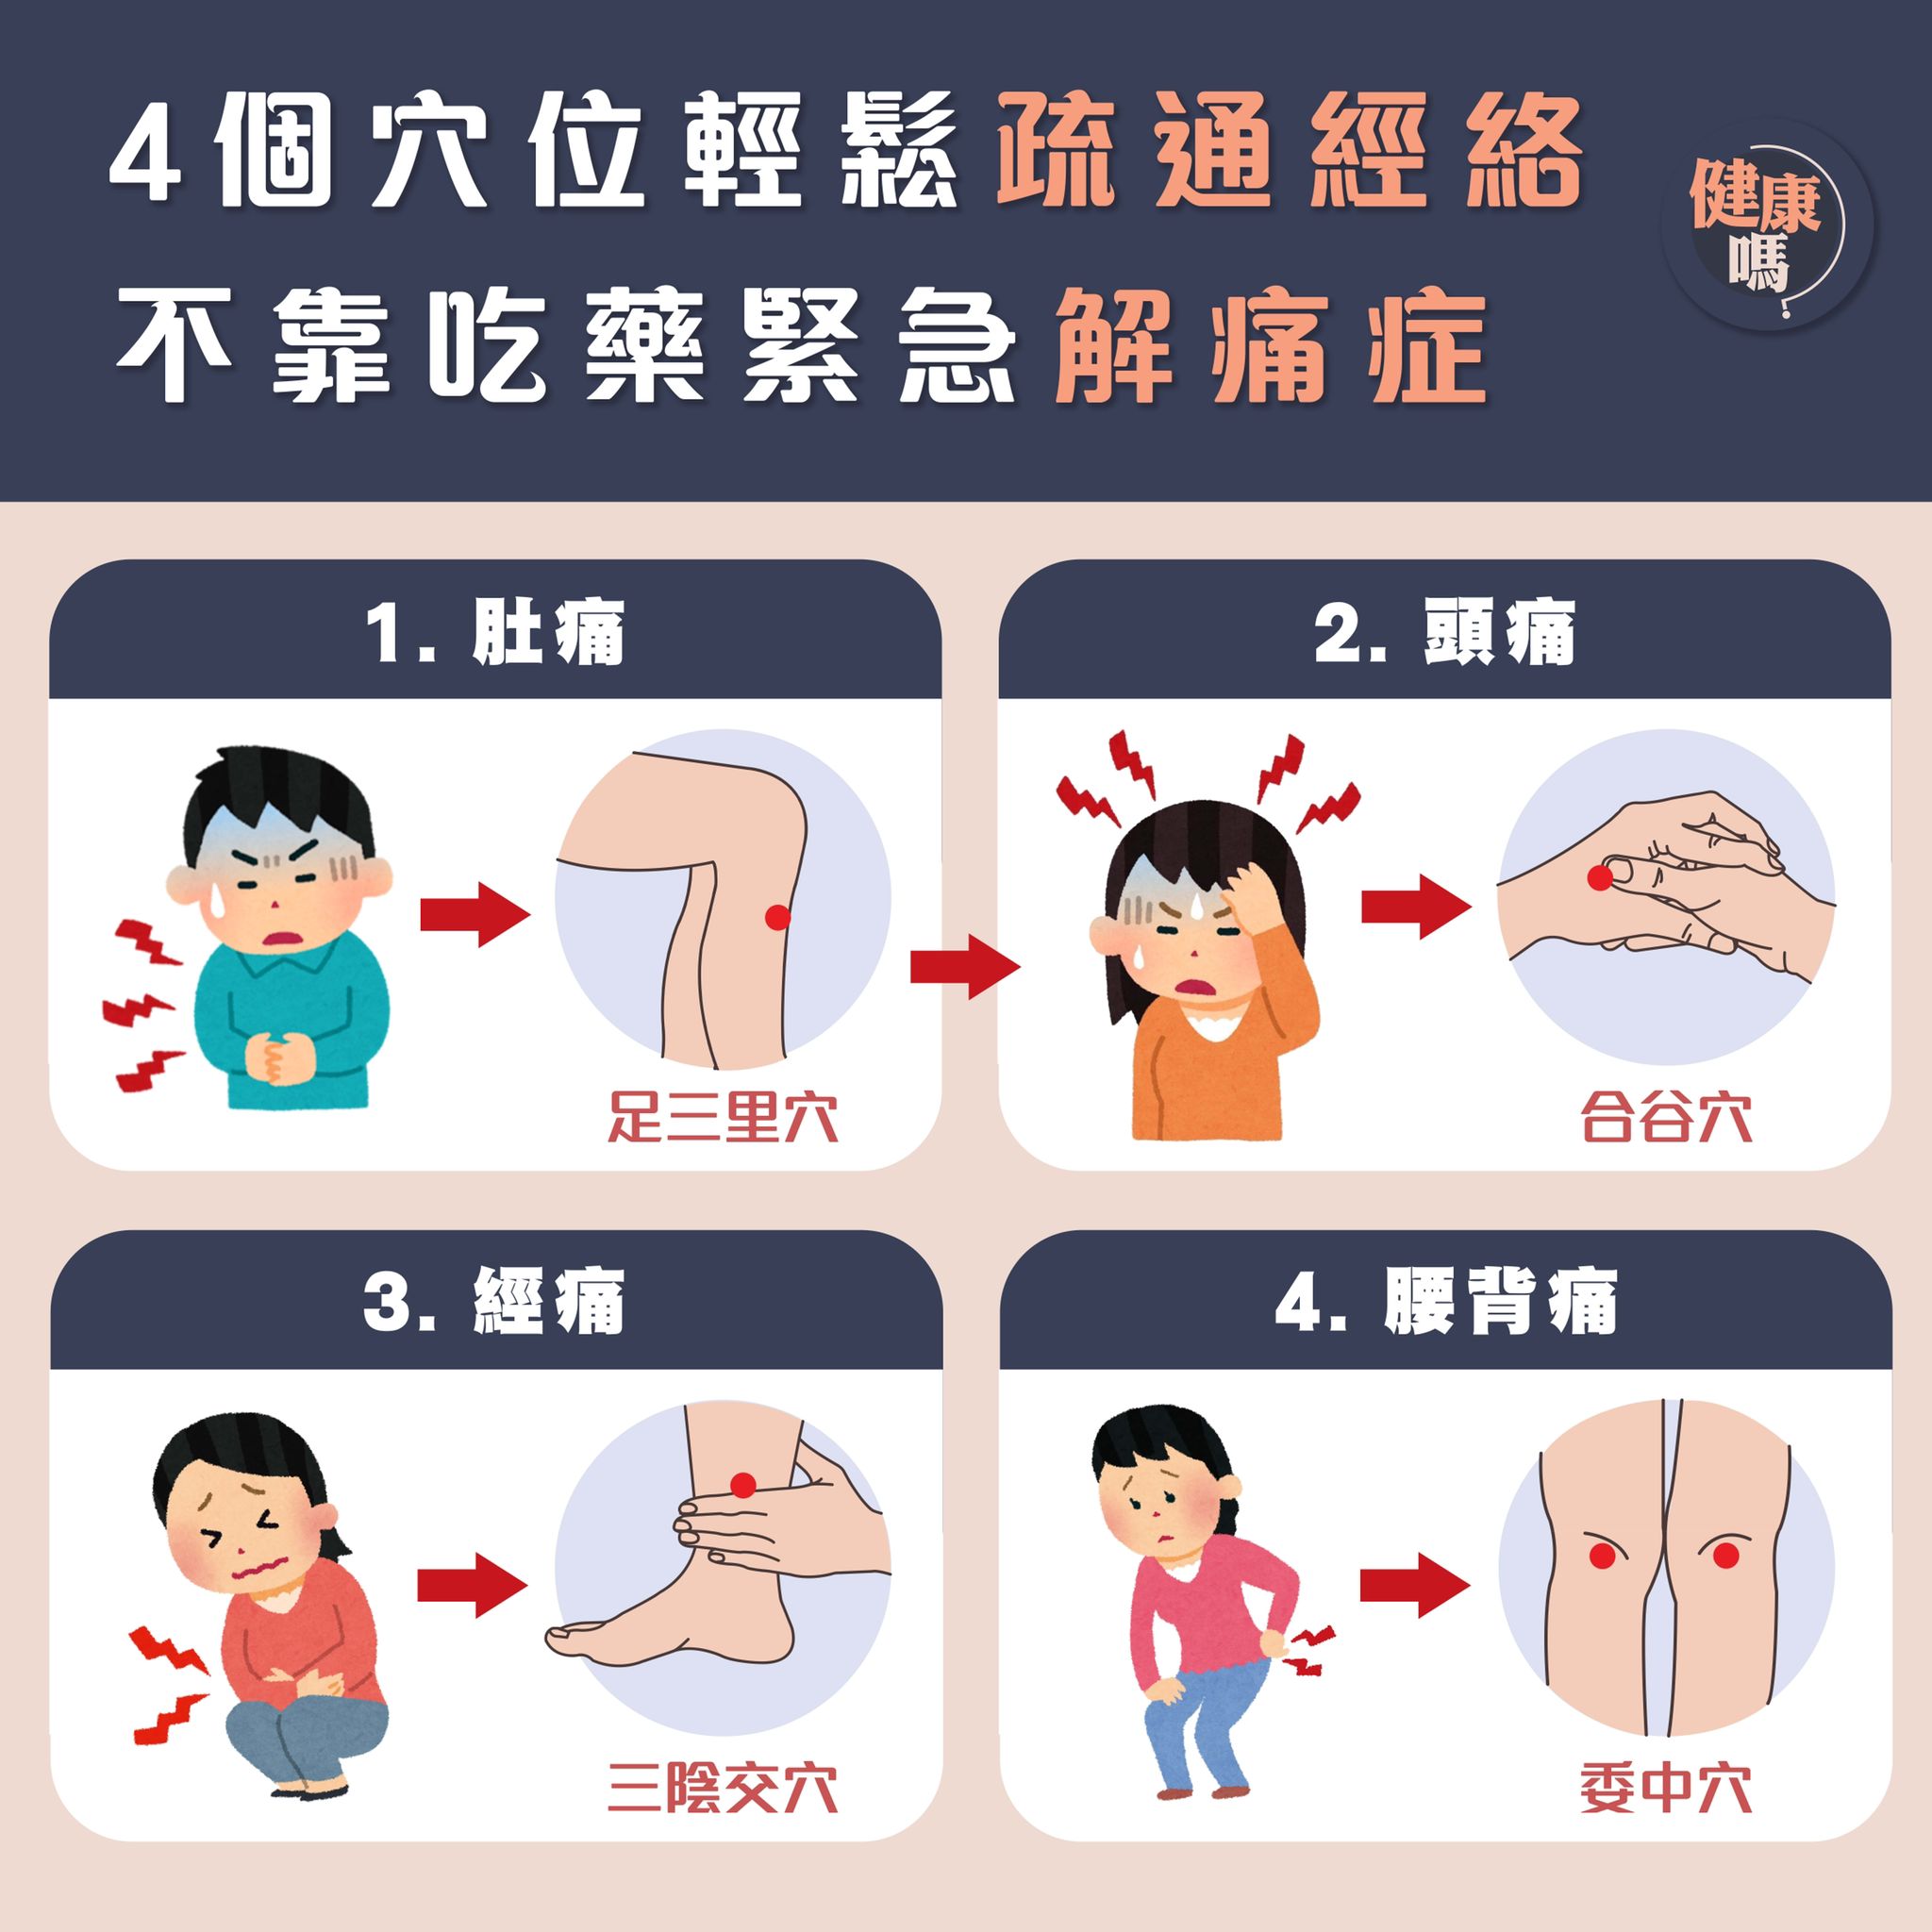 4個穴位輕鬆疏通經絡
不靠吃藥緊急解痛症
健康
嗎?
1. 肚痛
足三里穴
2. 頭痛
合谷穴
3. 經痛
三陰交穴
4. 腰背痛
委中穴